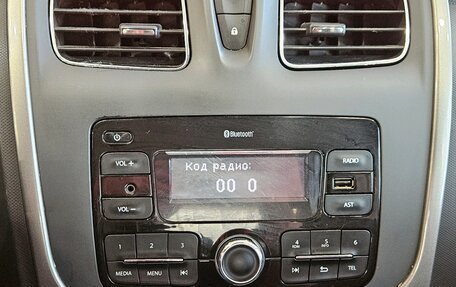 Bluetooth
VOL +
Код радио:
00 0
RADIO
VOL –
AST
1 2 3 4 5 6
MEDIA MENU TEL